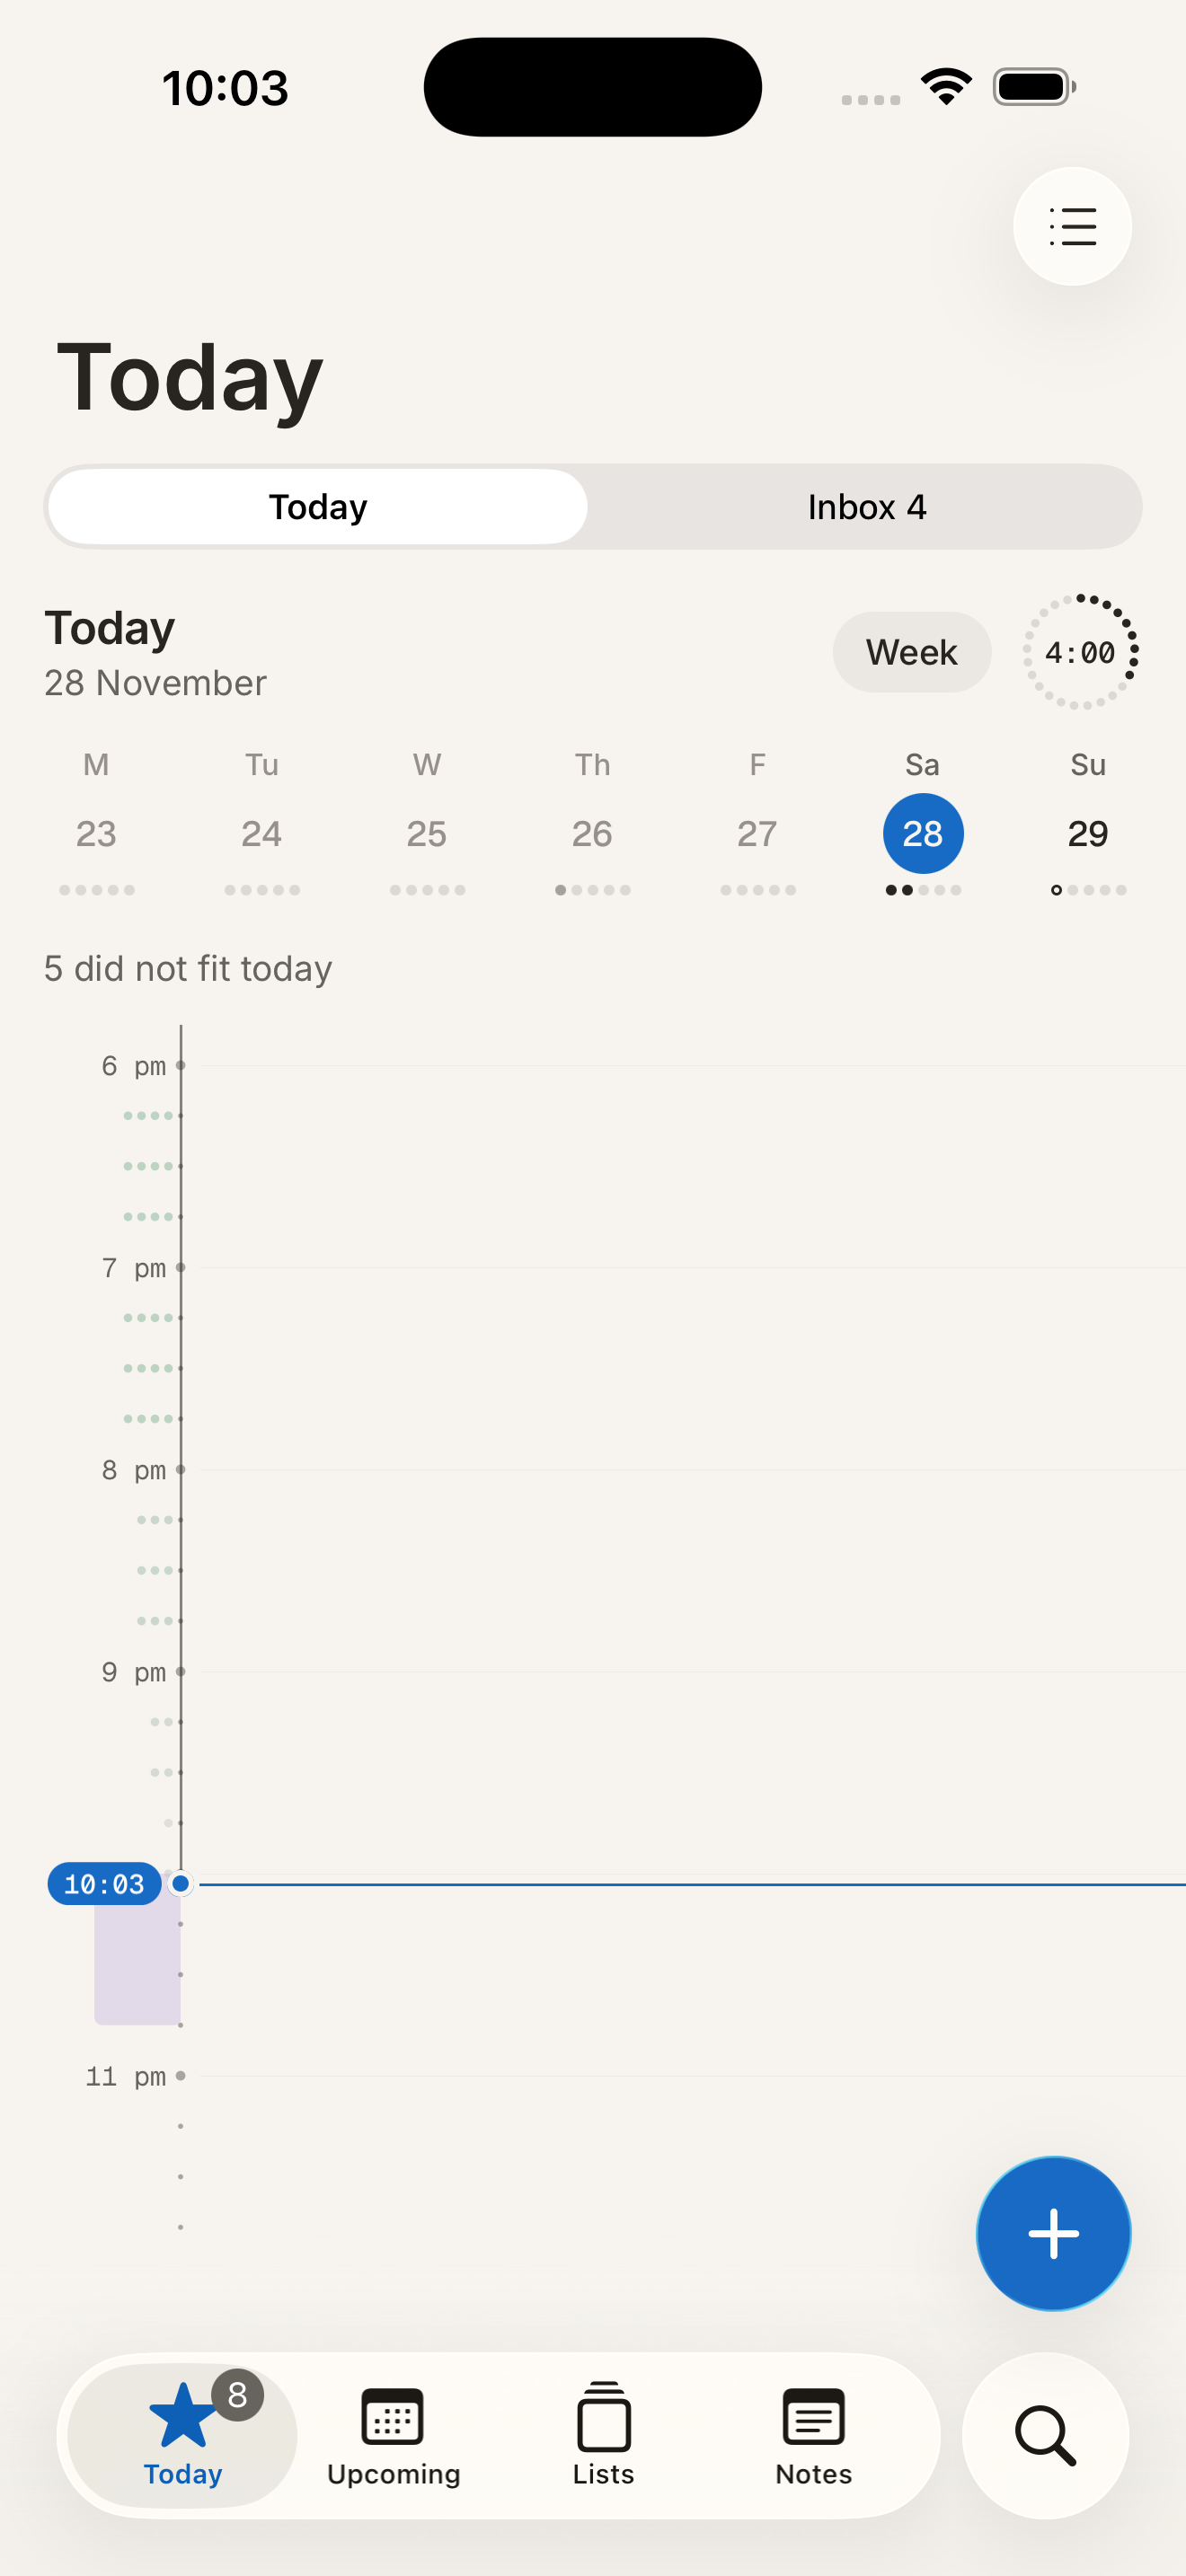 10:03
Today
Today
Inbox 4
Today
28 November
Week
4:00
M Tu W Th F Sa Su
23 24 25 26 27 28 29
5 did not fit today
6 pm
7 pm
8 pm
9 pm
10:03
11 pm
8
Today
Upcoming
Lists
Notes